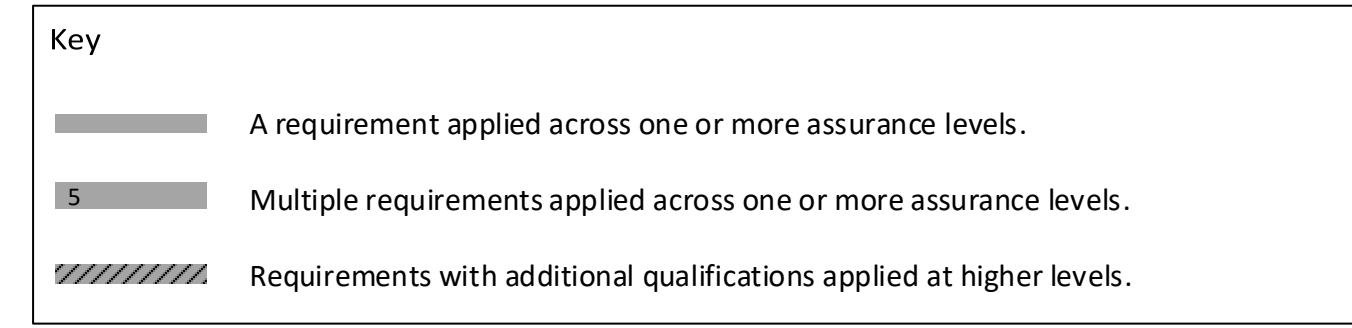 Key
A requirement applied across one or more assurance levels.
5 Multiple requirements applied across one or more assurance levels.
Requirements with additional qualifications applied at higher levels.